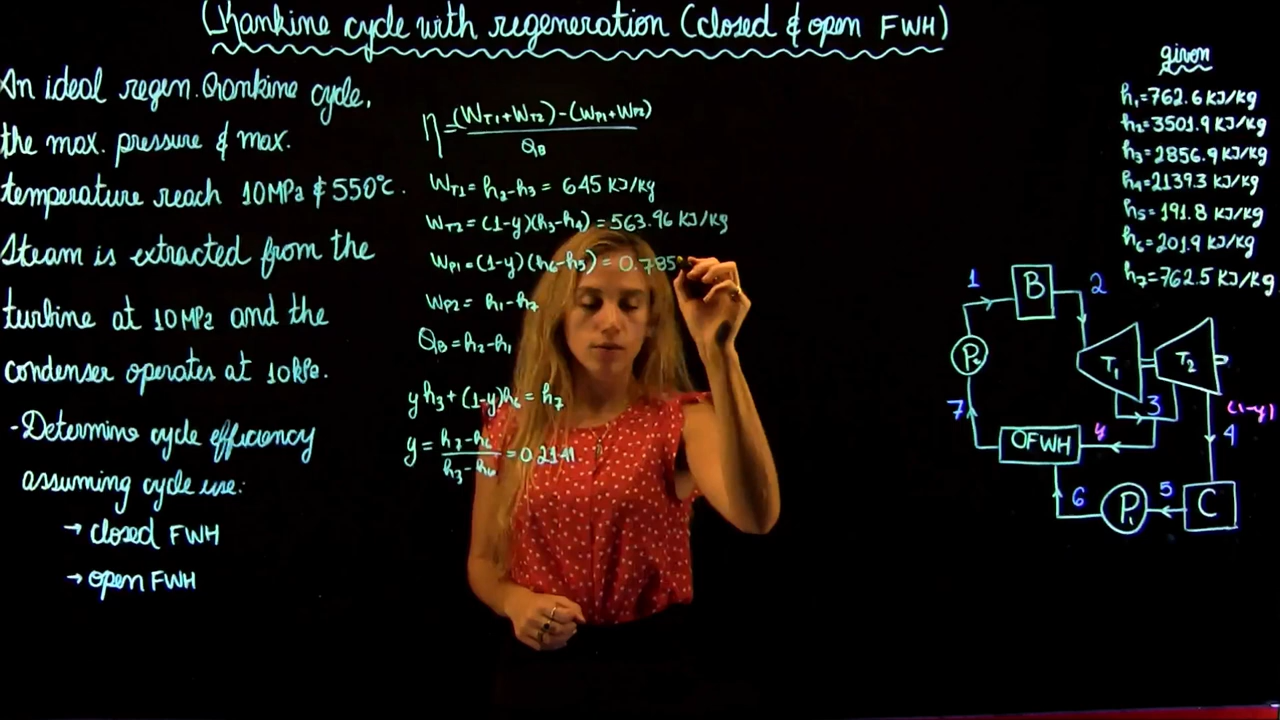 Rankine cycle with regeneration (closed & open FWH)
An ideal regen. Rankine cycle,
the max. pressure & max.
temperature reach 10MPa & 550°C.
Steam is extracted from the
turbine at 10MPa and the
condenser operates at 10kPa.
-Determine cycle efficiency
assuming cycle use:
→ closed FWH
→ open FWH
η = (WT1+WT2)-(WP1+WP2)
QB
WT1 = h2-h3 = 645 KJ/kg
WT2 = (1-y)(h3-h4) = 563.96 KJ/kg
WP1 = (1-y)(h6-h5) = 0.785
WP2 = h1-h7
QB = h2-h1
yh3+(1-y)h6 = h7
y = h7-h6
h3-h6
= 0.2141
given
h1=762.6 KJ/kg
h2=3501.9 KJ/kg
h3=2856.9 KJ/kg
h4=2139.3 KJ/kg
h5=191.8 KJ/kg
h6=201.9 KJ/kg
h7=762.5 KJ/kg
1
B
2
P2
T1
T2
7
3
(1-y)
OFWH
y
4
6
P1
5
C